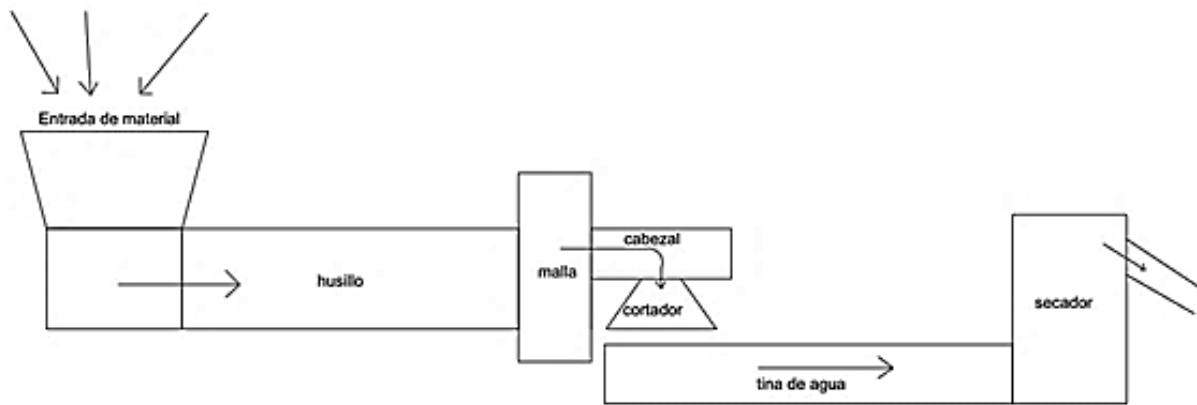 Entrada de material
husillo
malla
cabezal
cortador
tina de agua
secador